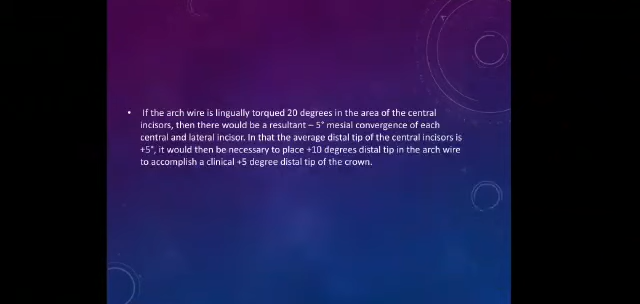 • If the arch wire is lingually torqued 20 degrees in the area of the central
incisors, then there would be a resultant – 5° mesial convergence of each
central and lateral incisor. In that the average distal tip of the central incisors is
+5°, it would then be necessary to place +10 degrees distal tip in the arch wire
to accomplish a clinical +5 degree distal tip of the crown.